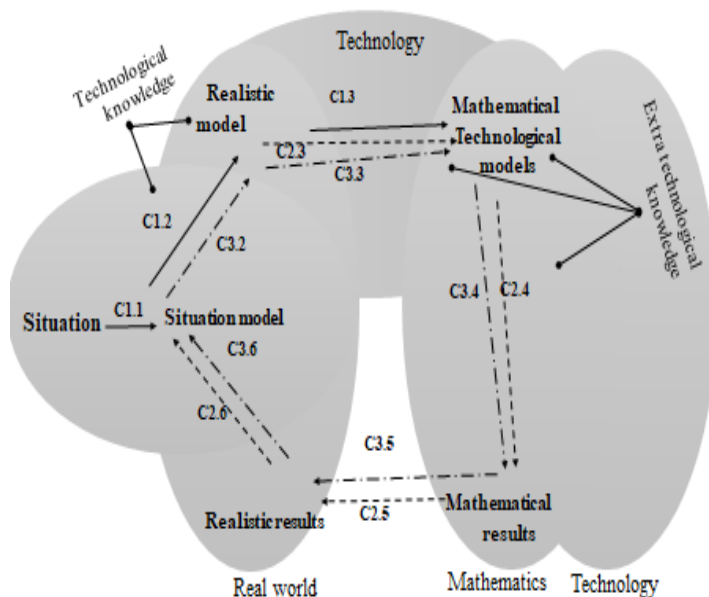 Technology
Technological
knowledge
Realistic
model
C1.3
Mathematical
Technological
models
C2.3
C3.3
Extra technological
knowledge
C1.2
C3.2
C3.4
C2.4
Situation
C1.1
Situation model
C3.6
C2.6
C3.5
C2.5
Realistic results
Mathematical
results
Real world
Mathematics
Technology